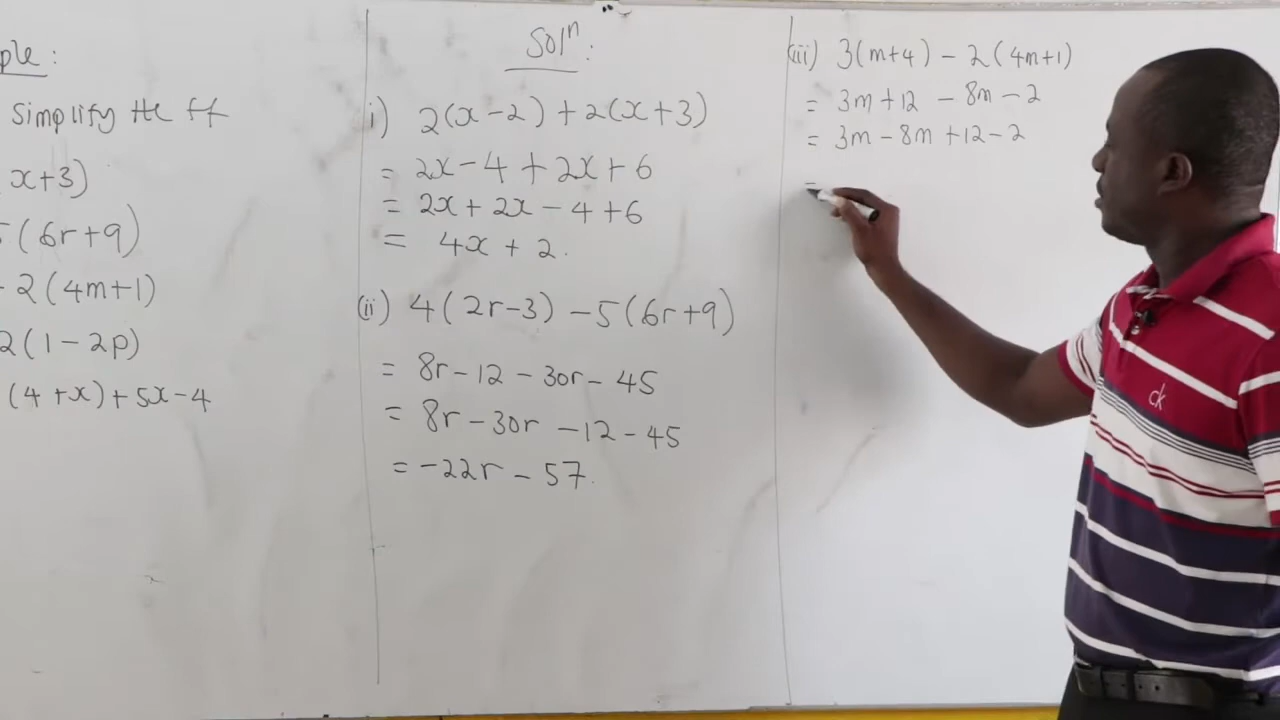 ple:
Simplify the ff
x+3)
5(6r+9)
- 2(4m+1)
2(1-2p)
(4+x)+5x-4
Solⁿ:
i) 2(x-2)+2(x+3)
= 2x-4+2x+6
= 2x+2x-4+6
= 4x+2.
(ii) 4(2r-3)-5(6r+9)
= 8r-12-30r-45
= 8r-30r-12-45
= -22r-57.
(iii) 3(m+4)-2(4m+1)
= 3m+12-8m-2
= 3m-8m+12-2
=
ck